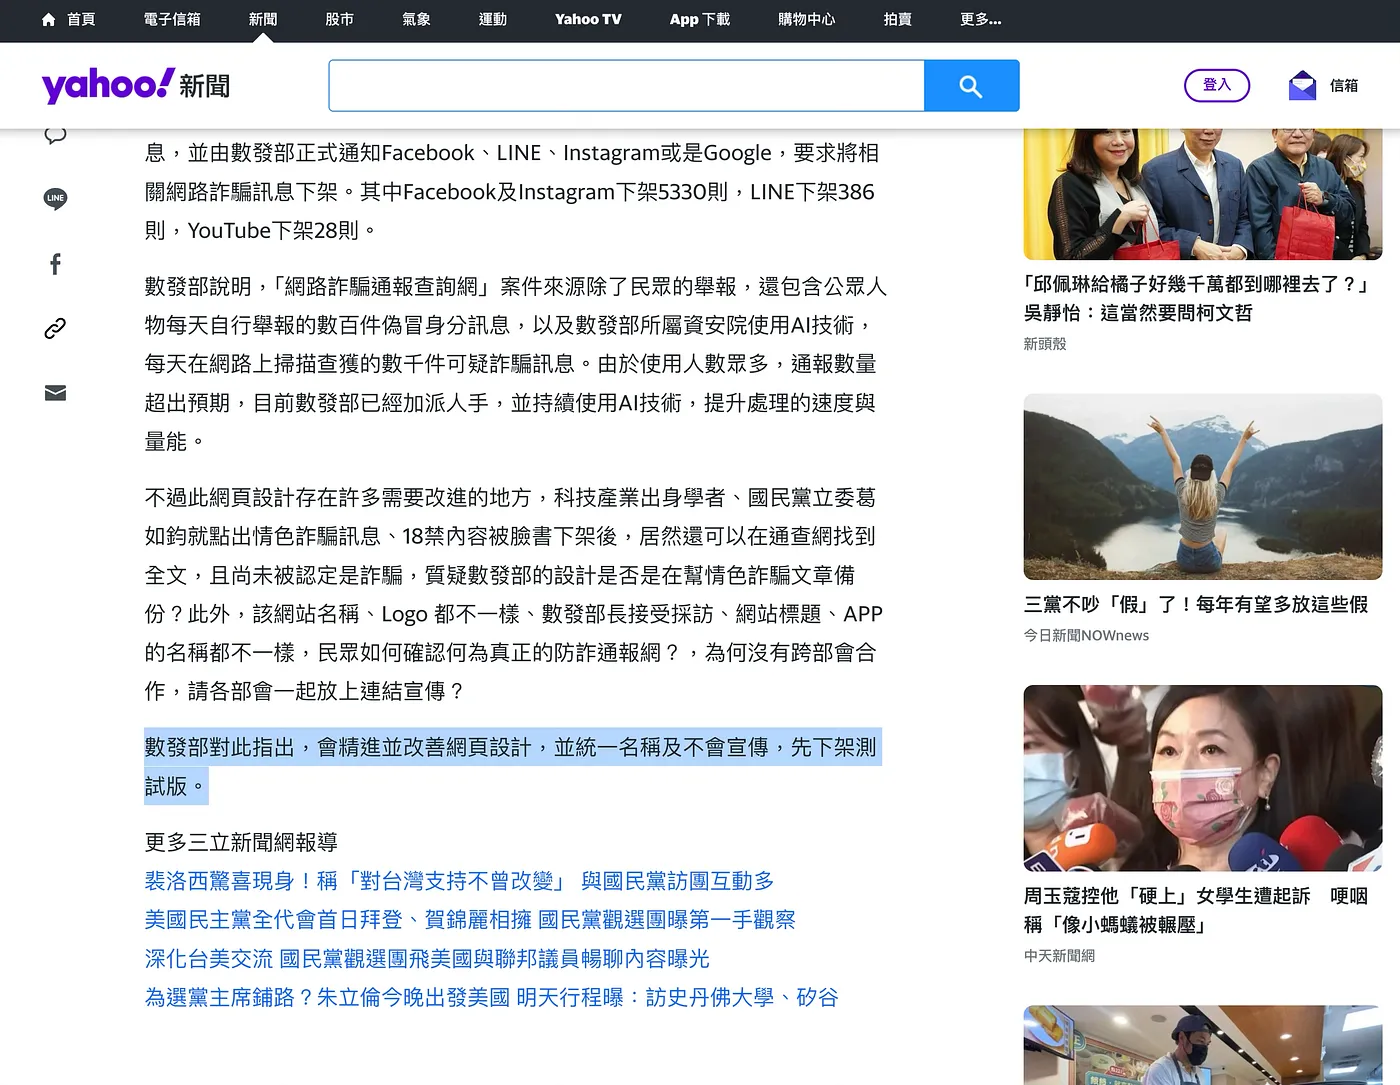 首頁 電子信箱 新聞 股市 氣象 運動 Yahoo TV App 下載 購物中心 拍賣 更多...
yahoo!新聞
登入 信箱
息，並由數發部正式通知Facebook、LINE、Instagram或是Google，要求將相
關網路詐騙訊息下架。其中Facebook及Instagram下架5330則，LINE下架386
則，YouTube下架28則。
LINE
數發部說明，「網路詐騙通報查詢網」案件來源除了民眾的舉報，還包含公眾人
物每天自行舉報的數百件偽冒身分訊息，以及數發部所屬資安院使用AI技術，
每天在網路上掃描查獲的數千件可疑詐騙訊息。由於使用人數眾多，通報數量
超出預期，目前數發部已經加派人手，並持續使用AI技術，提升處理的速度與
量能。
不過此網頁設計存在許多需要改進的地方，科技產業出身學者、國民黨立委葛
如鈞就點出情色詐騙訊息、18禁內容被臉書下架後，居然還可以在通查網找到
全文，且尚未被認定是詐騙，質疑數發部的設計是否是在幫情色詐騙文章備
份？此外，該網站名稱、Logo 都不一樣、數發部長接受採訪、網站標題、APP
的名稱都不一樣，民眾如何確認何為真正的防詐通報網？，為何沒有跨部會合
作，請各部會一起放上連結宣傳？
數發部對此指出，會精進並改善網頁設計，並統一名稱及不會宣傳，先下架測
試版。
更多三立新聞網報導
裴洛西驚喜現身！稱「對台灣支持不曾改變」 與國民黨訪團互動多
美國民主黨全代會首日拜登、賀錦麗相擁 國民黨觀選團曝第一手觀察
深化台美交流 國民黨觀選團飛美國與聯邦議員暢聊內容曝光
為選黨主席鋪路？朱立倫今晚出發美國 明天行程曝：訪史丹佛大學、矽谷
「邱佩琳給橘子好幾千萬都到哪裡去了？」
吳靜怡：這當然要問柯文哲
新頭殼
三黨不吵「假」了！每年有望多放這些假
今日新聞NOWnews
周玉蔻控他「硬上」女學生遭起訴 哽咽
稱「像小螞蟻被輾壓」
中天新聞網